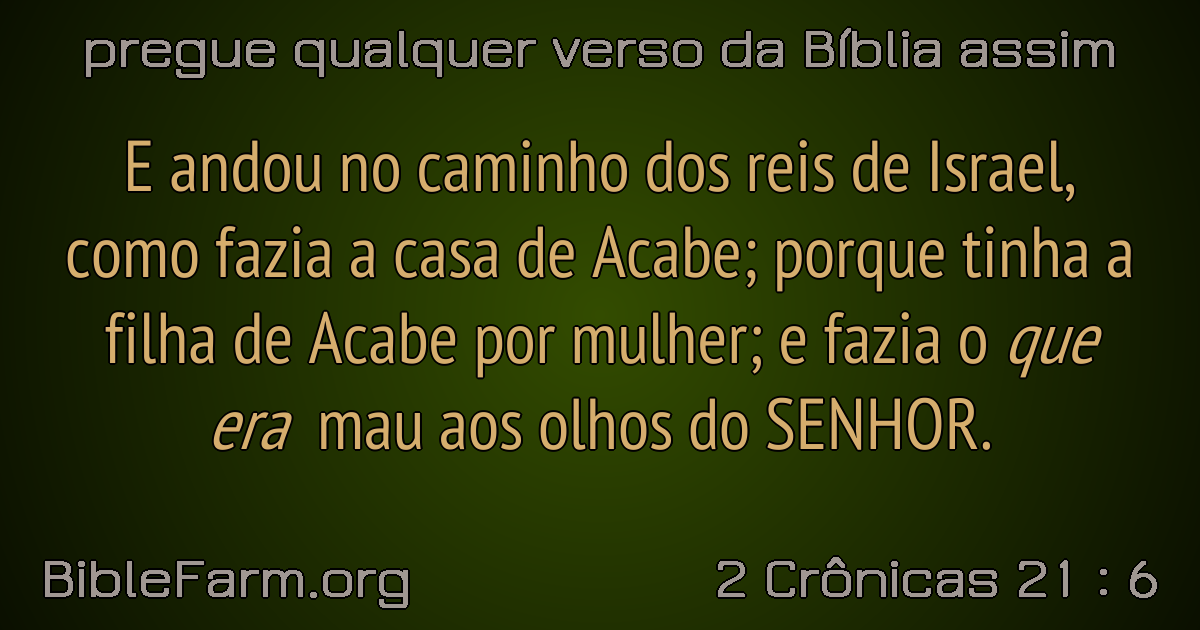 pregue qualquer verso da Bíblia assim
E andou no caminho dos reis de Israel,
como fazia a casa de Acabe; porque tinha a
filha de Acabe por mulher; e fazia o que
era mau aos olhos do SENHOR.
BibleFarm.org
2 Crônicas 21 : 6